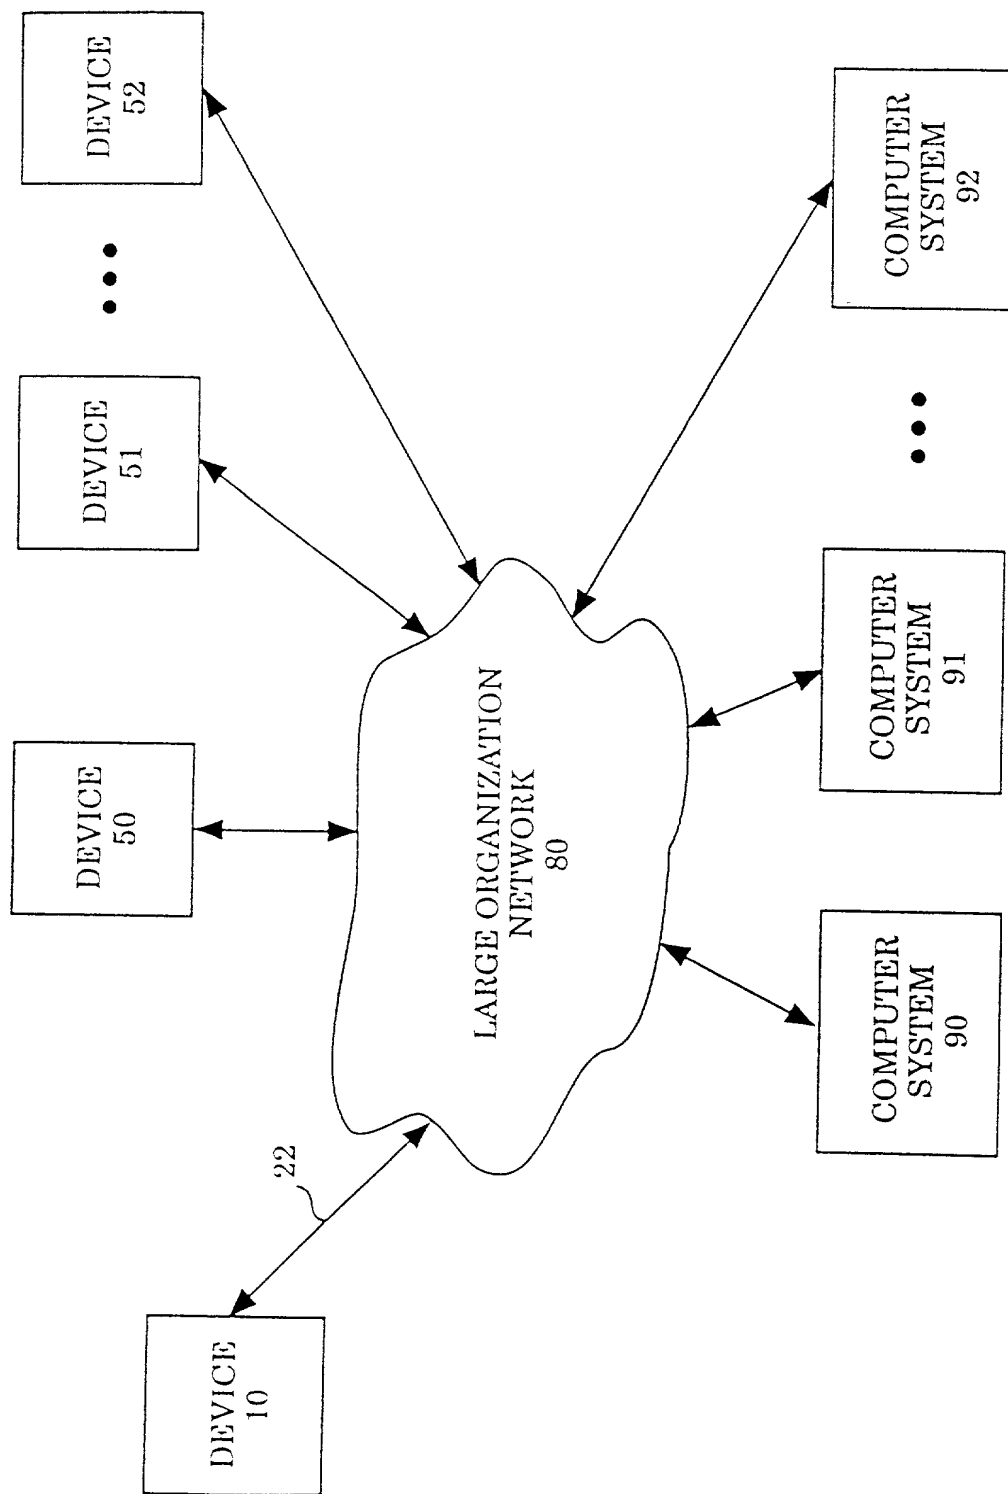 DEVICE
10
22
DEVICE
50
DEVICE
51
DEVICE
52
LARGE ORGANIZATION
NETWORK
80
COMPUTER
SYSTEM
90
COMPUTER
SYSTEM
91
COMPUTER
SYSTEM
92